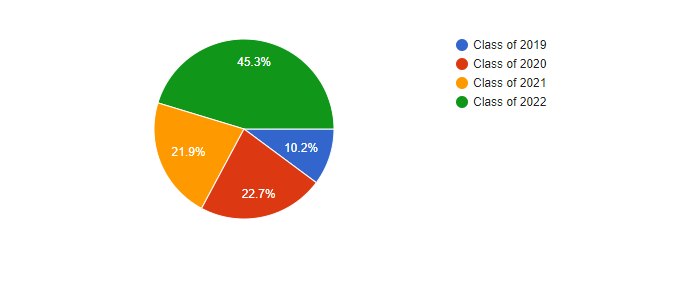 45.3%
10.2%
21.9%
22.7%
Class of 2019
Class of 2020
Class of 2021
Class of 2022